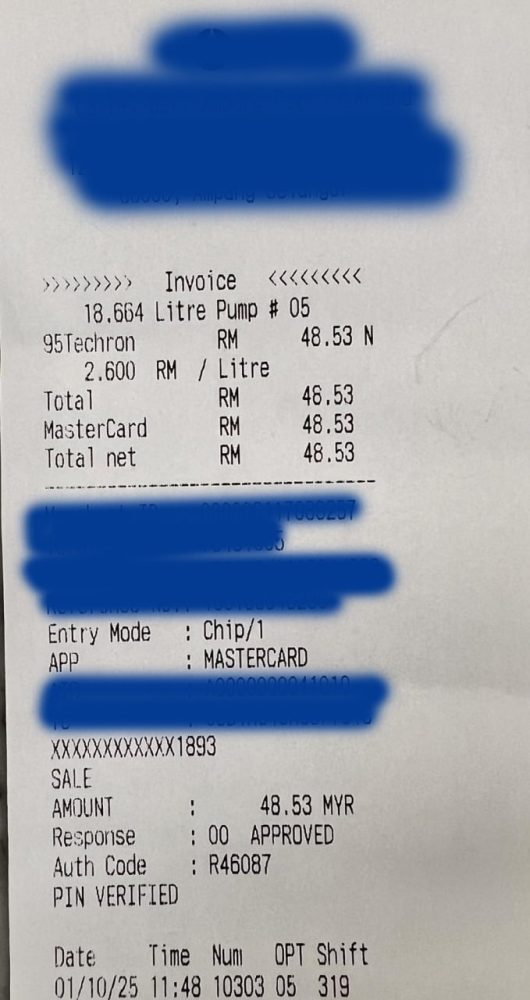 >>>>>>>>> Invoice <<<<<<<<<
18.664 Litre Pump # 05
95Techron RM 48.53 N
2.600 RM / Litre
Total RM 48.53
MasterCard RM 48.53
Total net RM 48.53
--------------------------------
Entry Mode : Chip/1
APP : MASTERCARD
XXXXXXXXXXXX1893
SALE
AMOUNT : 48.53 MYR
Response : 00 APPROVED
Auth Code : R46087
PIN VERIFIED
Date Time Num OPT Shift
01/10/25 11:48 10303 05 319